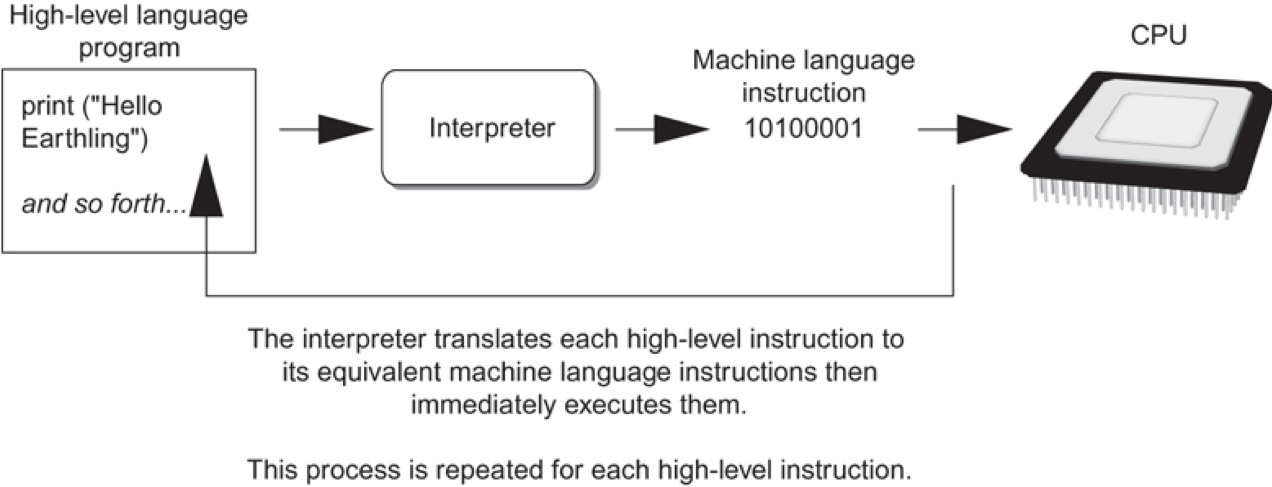 High-level language
program
print ("Hello
Earthling")
and so forth...
Interpreter
Machine language
instruction
10100001
CPU
The interpreter translates each high-level instruction to
its equivalent machine language instructions then
immediately executes them.
This process is repeated for each high-level instruction.